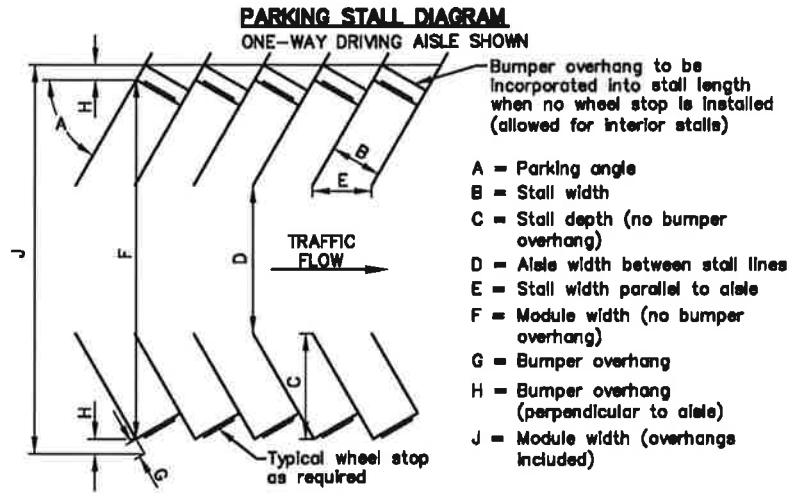 PARKING STALL DIAGRAM
ONE-WAY DRIVING AISLE SHOWN
Bumper overhang to be
incorporated into stall length
when no wheel stop is installed
(allowed for interior stalls)
H
A
B
E
A = Parking angle
B = Stall width
C = Stall depth (no bumper
overhang)
D = Aisle width between stall lines
E = Stall width parallel to aisle
F = Module width (no bumper
overhang)
G = Bumper overhang
H = Bumper overhang
(perpendicular to aisle)
J = Module width (overhangs
included)
J
F
D
TRAFFIC
FLOW
C
H
G
Typical wheel stop
as required